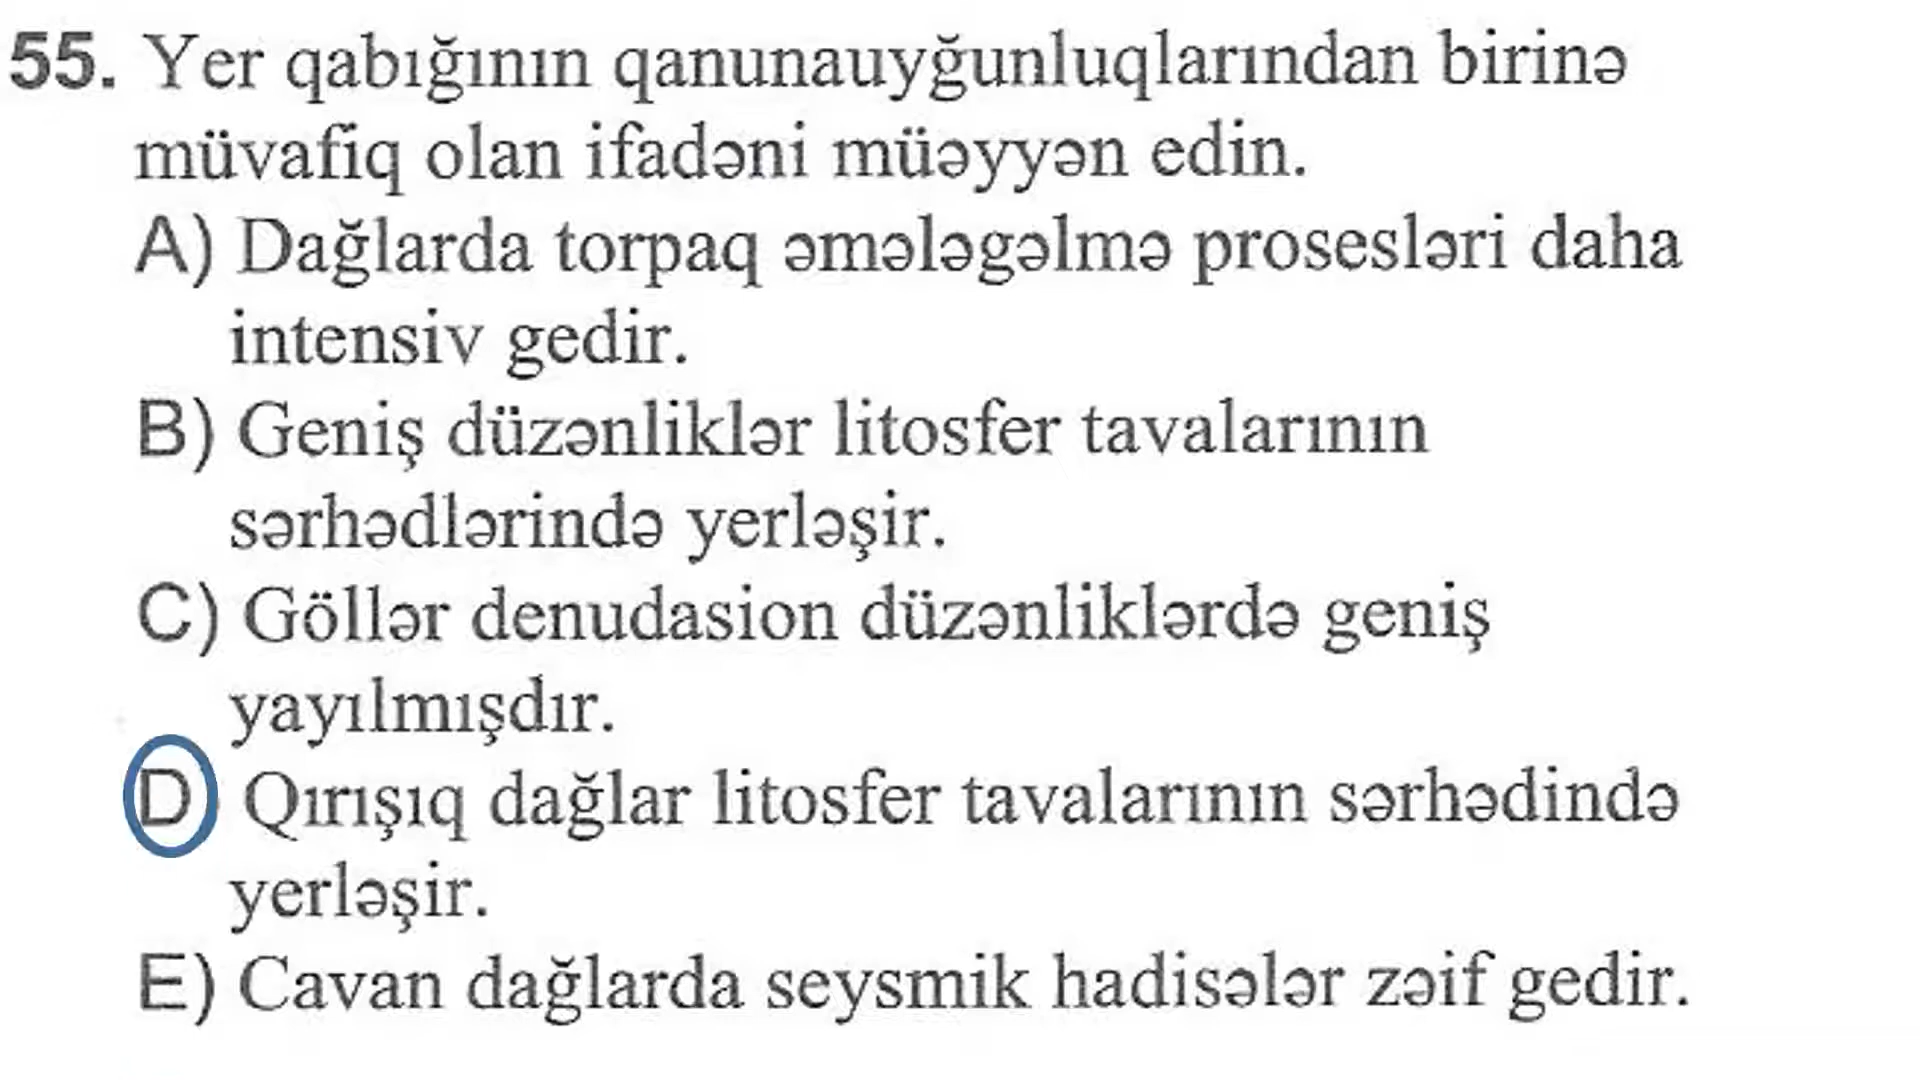 55. Yer qabığının qanunauyğunluqlarından birinə
müvafiq olan ifadəni müəyyən edin.
A) Dağlarda torpaq əmələgəlmə prosesləri daha
intensiv gedir.
B) Geniş düzənliklər litosfer tavalarının
sərhədlərində yerləşir.
C) Göllər denudasion düzənliklərdə geniş
yayılmışdır.
D) Qırışıq dağlar litosfer tavalarının sərhədində
yerləşir.
E) Cavan dağlarda seysmik hadisələr zəif gedir.